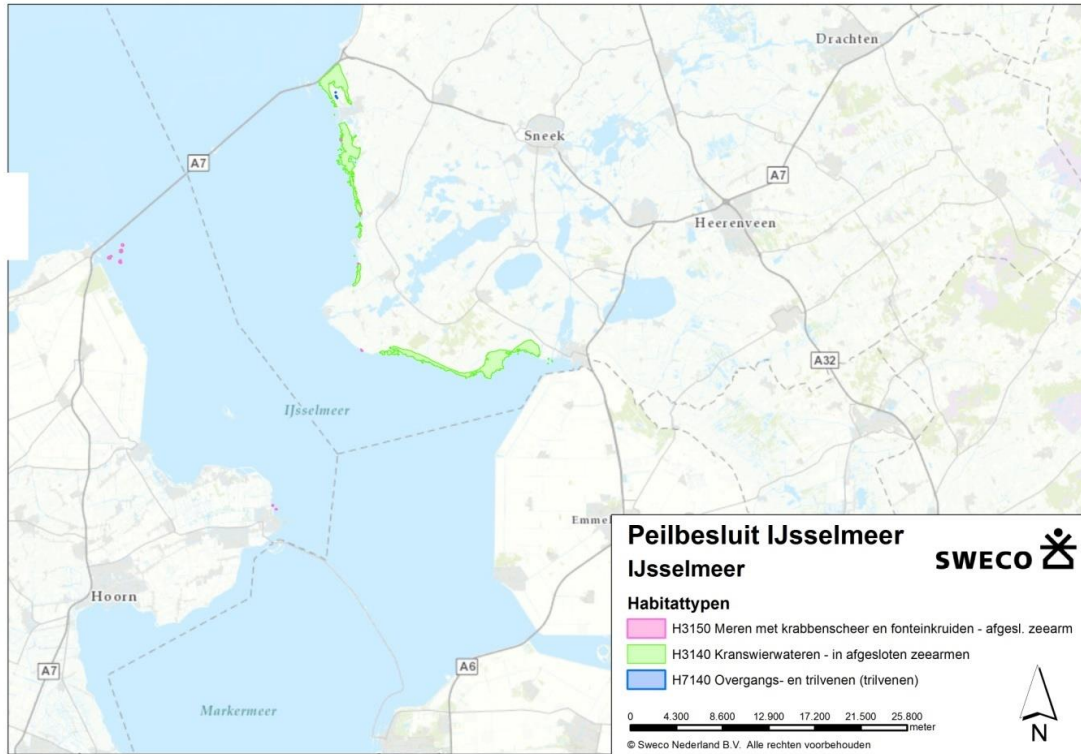 Drachten
Sneek
A7
A7
Heerenveen
A32
IJsselmeer
Emmel
Hoorn
A7
A6
Markermeer
Peilbesluit IJsselmeer
IJsselmeer
SWECO
Habitattypen
H3150 Meren met krabbenscheer en fonteinkruiden - afgesl. zeearm
H3140 Kranswierwateren - in afgesloten zeearmen
H7140 Overgangs- en trilvenen (trilvenen)
0 4.300 8.600 12.900 17.200 21.500 25.800
meter
N
© Sweco Nederland B.V. Alle rechten voorbehouden